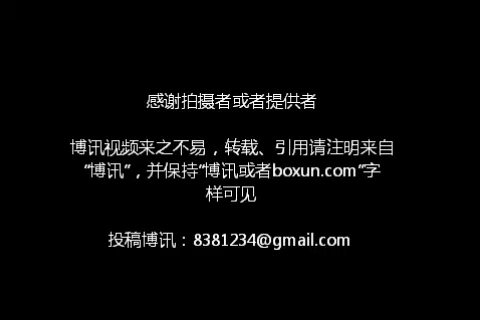 感谢拍摄者或者提供者
博讯视频来之不易，转载、引用请注明来自
“博讯”，并保持”博讯或者boxun.com”字
样可见
投稿博讯：8381234@gmail.com